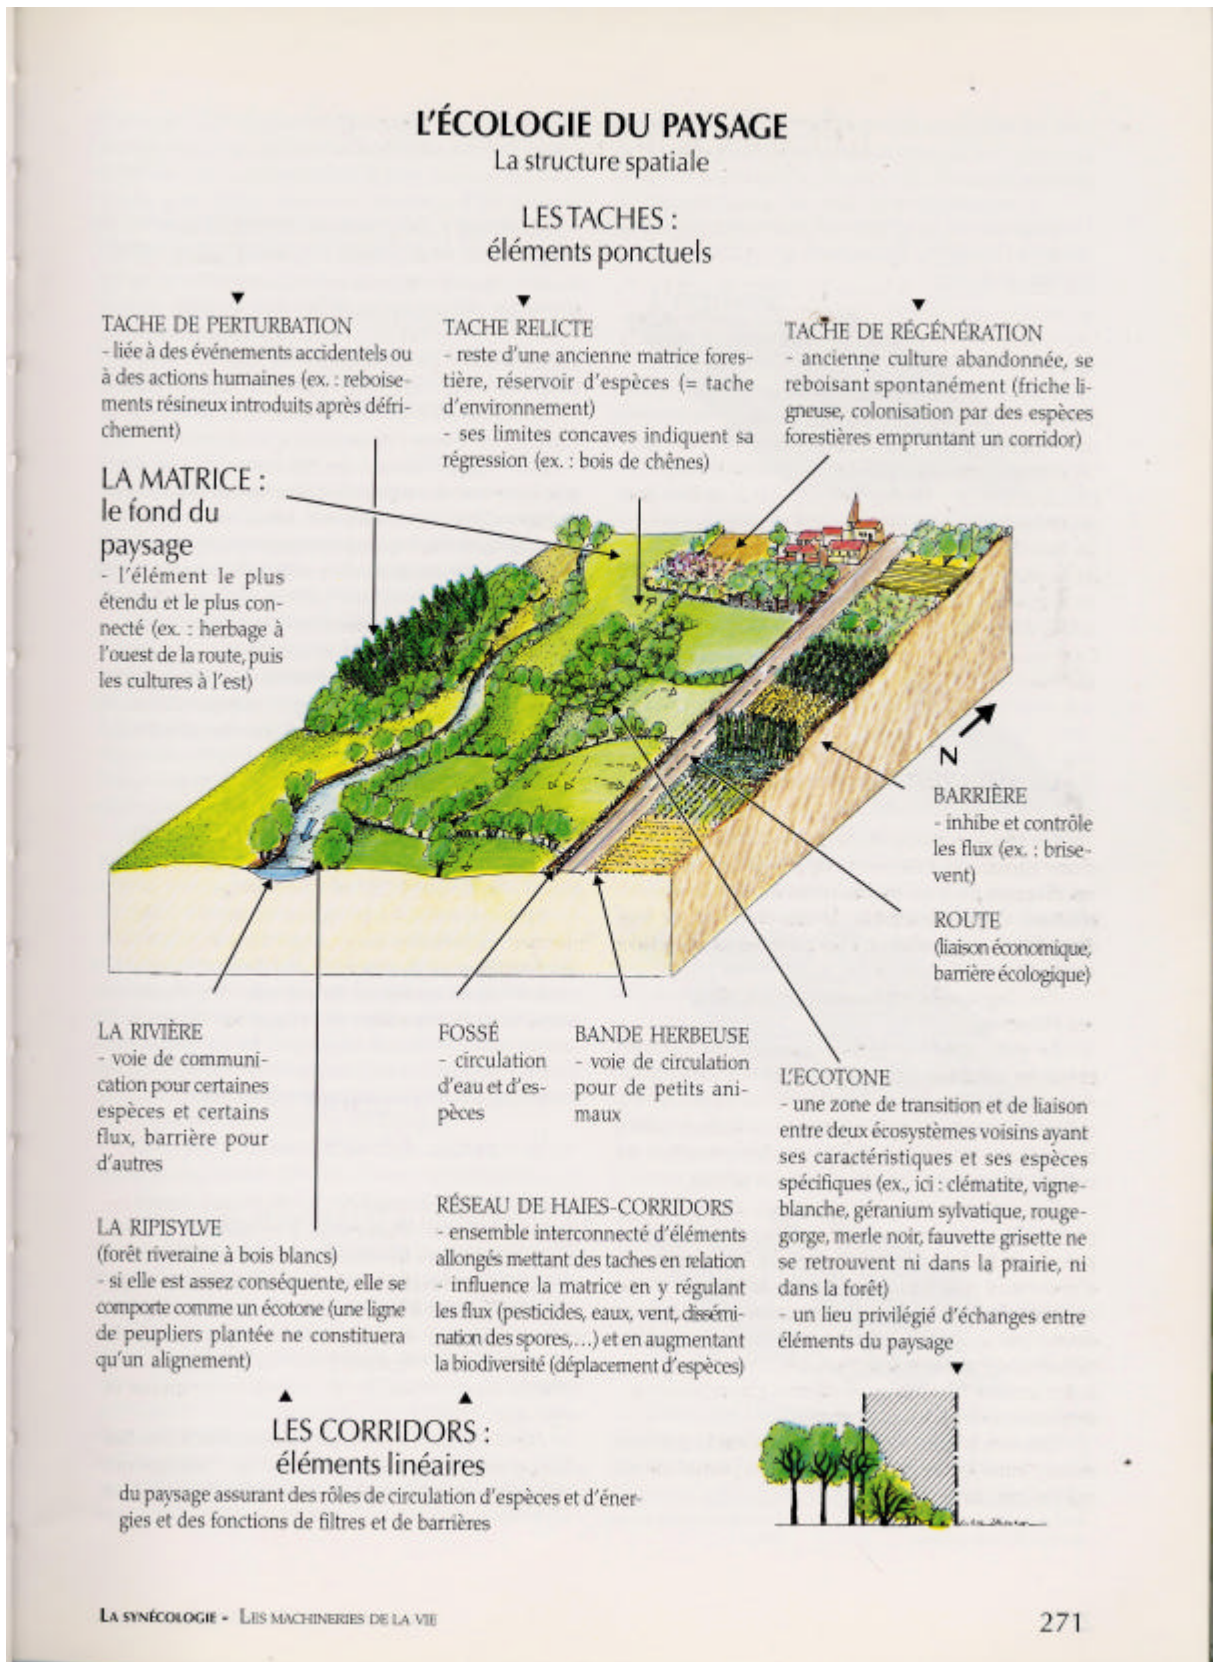 L'ÉCOLOGIE DU PAYSAGE
La structure spatiale
LES TACHES :
éléments ponctuels
TACHE DE PERTURBATION
- liée à des événements accidentels ou
à des actions humaines (ex. : reboise-
ments résineux introduits après défri-
chement)
TACHE RELICTE
- reste d'une ancienne matrice fores-
tière, réservoir d'espèces (= tache
d'environnement)
- ses limites concaves indiquent sa
régression (ex. : bois de chênes)
TACHE DE RÉGÉNÉRATION
- ancienne culture abandonnée, se
reboisant spontanément (friche li-
gneuse, colonisation par des espèces
forestières empruntant un corridor)
LA MATRICE :
le fond du
paysage
- l'élément le plus
étendu et le plus con-
necté (ex. : herbage à
l'ouest de la route, puis
les cultures à l'est)
N
BARRIÈRE
- inhibe et contrôle
les flux (ex. : brise-
vent)
ROUTE
(liaison économique,
barrière écologique)
LA RIVIÈRE
- voie de communi-
cation pour certaines
espèces et certains
flux, barrière pour
d'autres
FOSSÉ
- circulation
d'eau et d'es-
pèces
BANDE HERBEUSE
- voie de circulation
pour de petits ani-
maux
L'ECOTONE
- une zone de transition et de liaison
entre deux écosystèmes voisins ayant
ses caractéristiques et ses espèces
spécifiques (ex., ici : clématite, vigne-
blanche, géranium sylvatique, rouge-
gorge, merle noir, fauvette grisette ne
se retrouvent ni dans la prairie, ni
dans la forêt)
- un lieu privilégié d'échanges entre
éléments du paysage
LA RIPISYLVE
(forêt riveraine à bois blancs)
- si elle est assez conséquente, elle se
comporte comme un écotone (une ligne
de peupliers plantée ne constituera
qu'un alignement)
RÉSEAU DE HAIES-CORRIDORS
- ensemble interconnecté d'éléments
allongés mettant des taches en relation
- influence la matrice en y régulant
les flux (pesticides, eaux, vent, dissémi-
nation des spores,...) et en augmentant
la biodiversité (déplacement d'espèces)
LES CORRIDORS :
éléments linéaires
du paysage assurant des rôles de circulation d'espèces et d'éner-
gies et des fonctions de filtres et de barrières
LA SYNÉCOLOGIE - LES MACHINERIES DE LA VIE
271